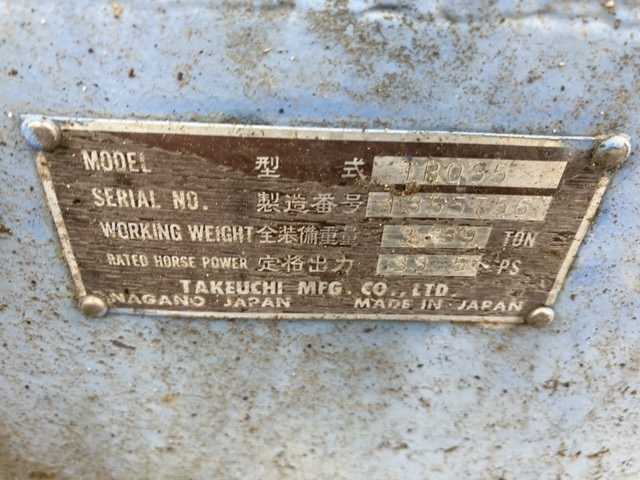 MODEL 型式 TB035
SERIAL NO. 製造番号
WORKING WEIGHT 全装備重量 TON
RATED HORSE POWER 定格出力 PS
TAKEUCHI MFG. CO., LTD.
NAGANO JAPAN MADE IN JAPAN